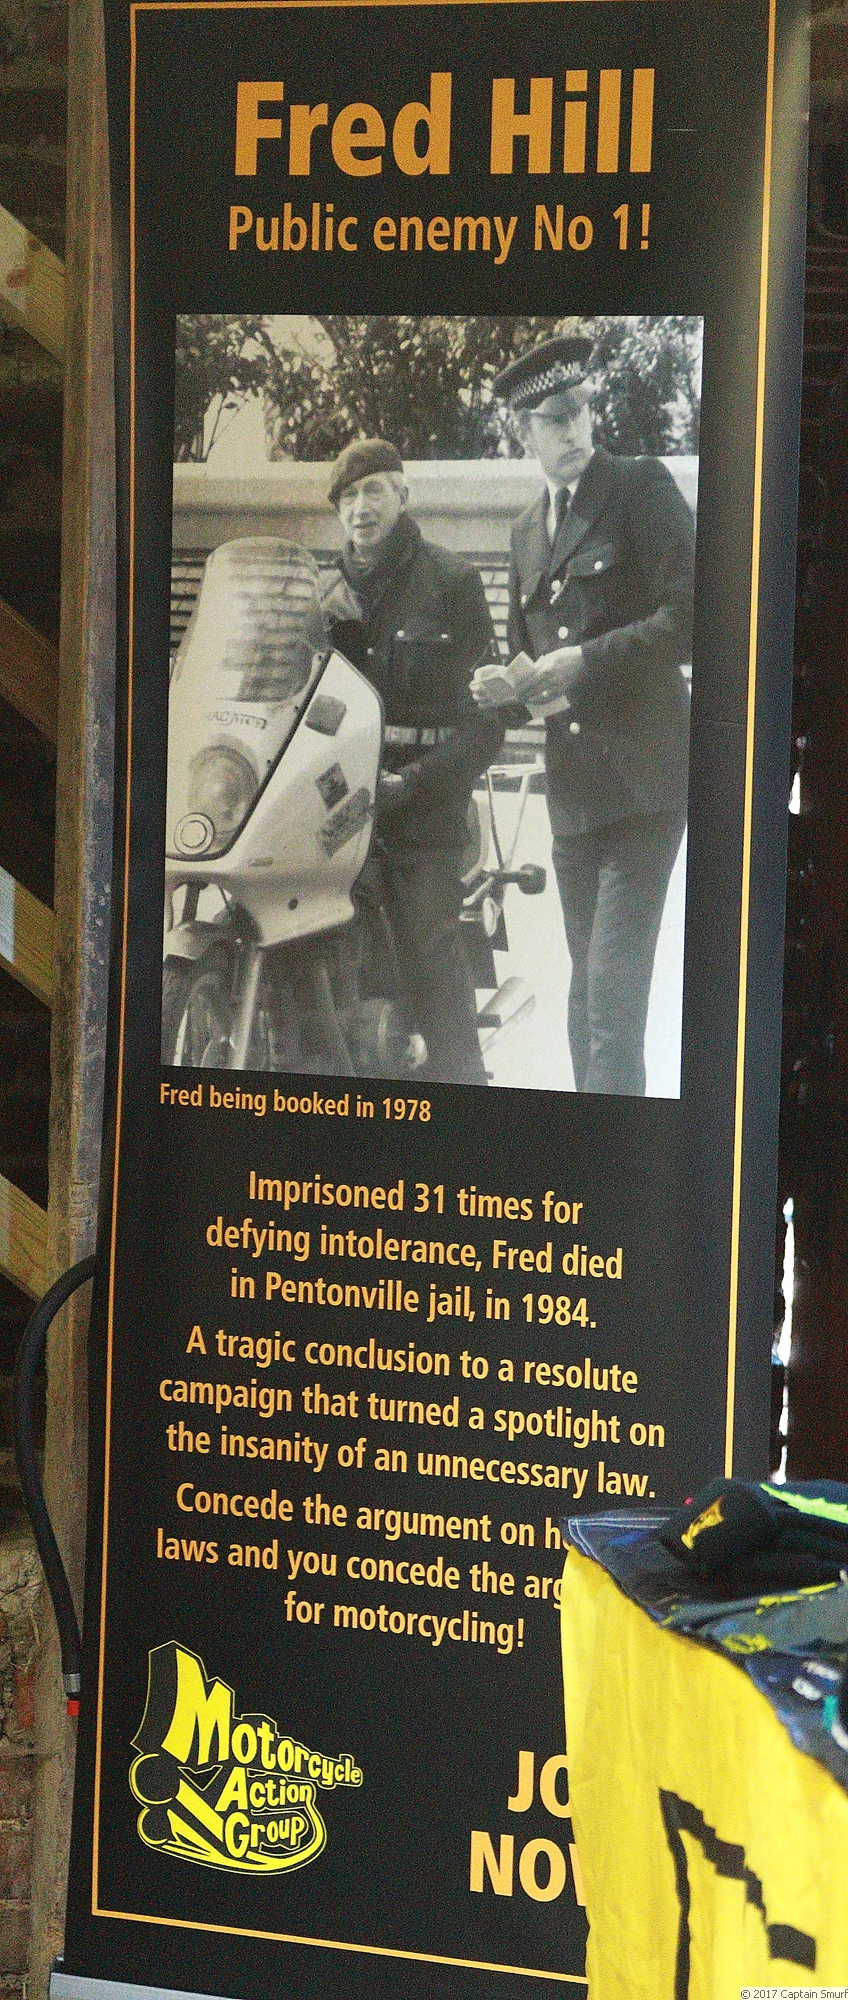 Fred Hill
Public enemy No 1!
Fred being booked in 1978
Imprisoned 31 times for
defying intolerance, Fred died
in Pentonville jail, in 1984.
A tragic conclusion to a resolute
campaign that turned a spotlight on
the insanity of an unnecessary law.
Concede the argument on
laws and you concede the
for motorcycling!
Motorcycle
Action
Group
© 2017 Captain Smurf